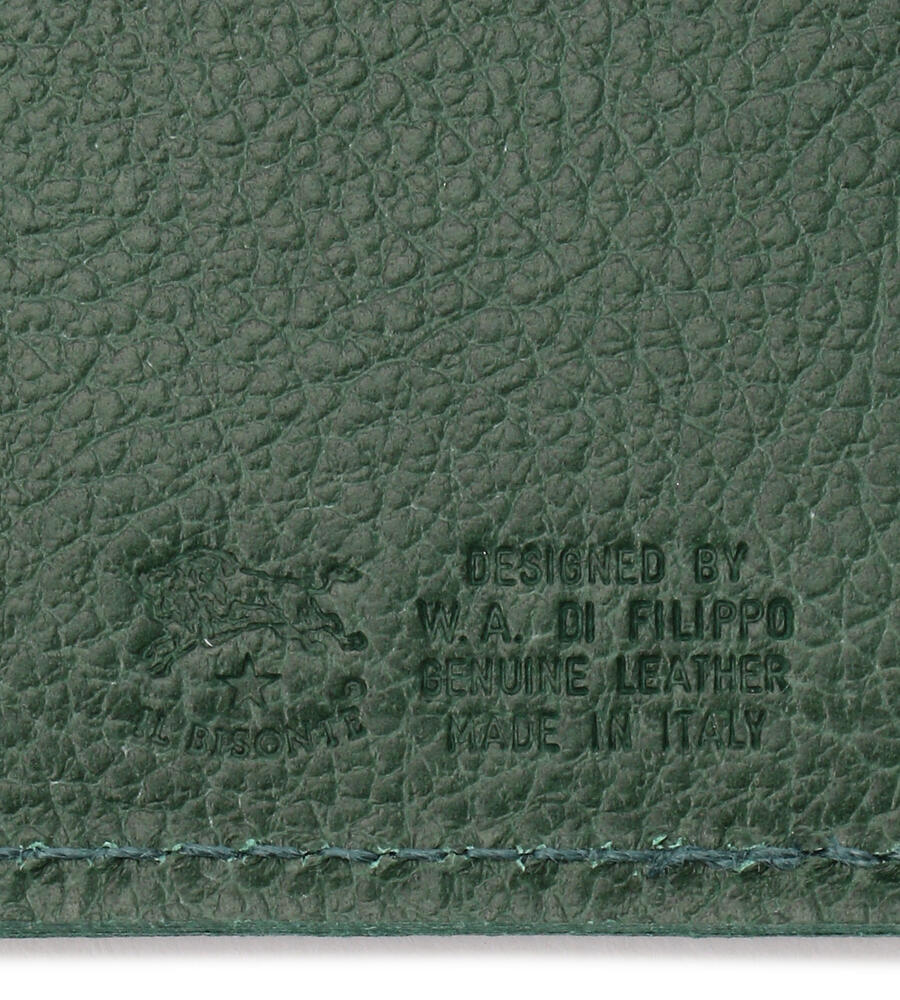 IL BISONTE
DESIGNED BY
W. A. DI FILIPPO
GENUINE LEATHER
MADE IN ITALY